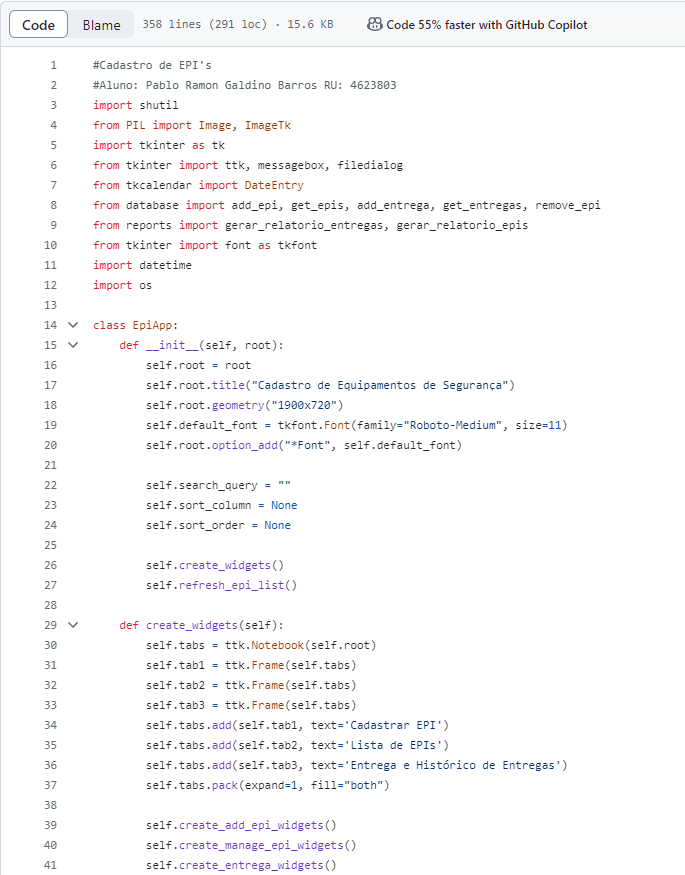 Code Blame 358 lines (291 loc) · 15.6 KB Code 55% faster with GitHub Copilot
1 #Cadastro de EPI's
2 #Aluno: Pablo Ramon Galdino Barros RU: 4623803
3 import shutil
4 from PIL import Image, ImageTk
5 import tkinter as tk
6 from tkinter import ttk, messagebox, filedialog
7 from tkcalendar import DateEntry
8 from database import add_epi, get_epis, add_entrega, get_entregas, remove_epi
9 from reports import gerar_relatorio_entregas, gerar_relatorio_epis
10 from tkinter import font as tkfont
11 import datetime
12 import os
13
14 class EpiApp:
15     def __init__(self, root):
16         self.root = root
17         self.root.title("Cadastro de Equipamentos de Segurança")
18         self.root.geometry("1900x720")
19         self.default_font = tkfont.Font(family="Roboto-Medium", size=11)
20         self.root.option_add("*Font", self.default_font)
21
22         self.search_query = ""
23         self.sort_column = None
24         self.sort_order = None
25
26         self.create_widgets()
27         self.refresh_epi_list()
28
29     def create_widgets(self):
30         self.tabs = ttk.Notebook(self.root)
31         self.tab1 = ttk.Frame(self.tabs)
32         self.tab2 = ttk.Frame(self.tabs)
33         self.tab3 = ttk.Frame(self.tabs)
34         self.tabs.add(self.tab1, text='Cadastrar EPI')
35         self.tabs.add(self.tab2, text='Lista de EPIs')
36         self.tabs.add(self.tab3, text='Entrega e Histórico de Entregas')
37         self.tabs.pack(expand=1, fill="both")
38
39         self.create_add_epi_widgets()
40         self.create_manage_epi_widgets()
41         self.create_entrega_widgets()